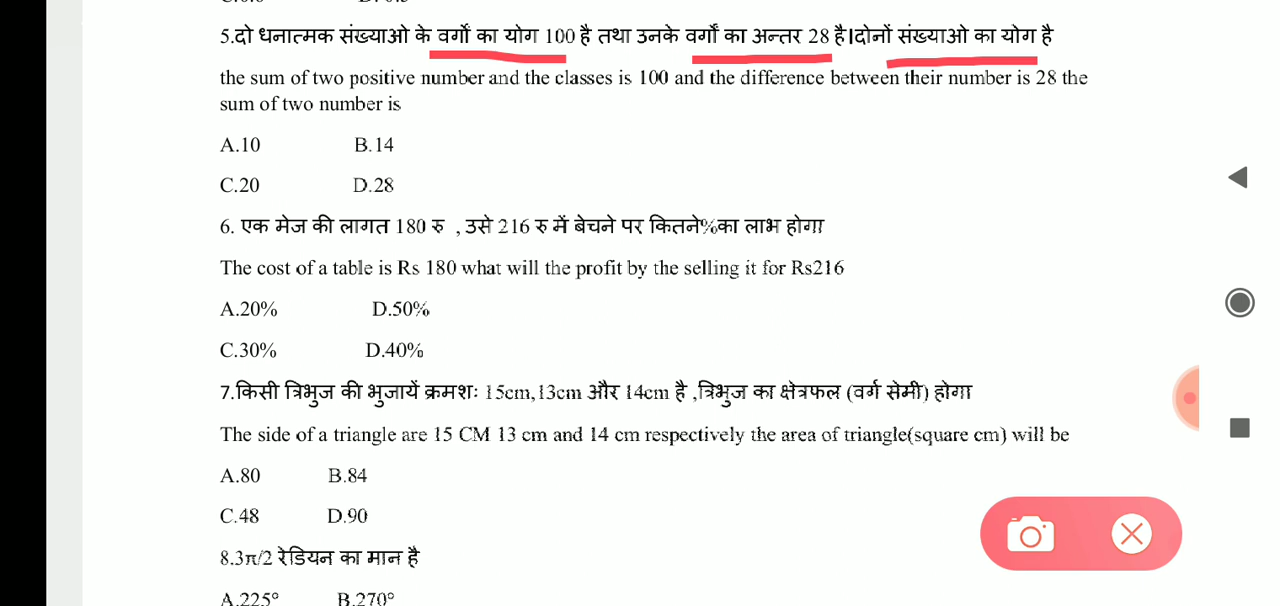 5.दो धनात्मक संख्याओ के वर्गों का योग 100 है तथा उनके वर्गों का अन्तर 28 है।दोनों संख्याओ का योग है
the sum of two positive number and the classes is 100 and the difference between their number is 28 the
sum of two number is
A.10 B.14
C.20 D.28
6. एक मेज की लागत 180 रु , उसे 216 रु में बेचने पर कितने%का लाभ होगा
The cost of a table is Rs 180 what will the profit by the selling it for Rs216
A.20% D.50%
C.30% D.40%
7.किसी त्रिभुज की भुजायें क्रमशः 15cm,13cm और 14cm है ,त्रिभुज का क्षेत्रफल (वर्ग सेमी) होगा
The side of a triangle are 15 CM 13 cm and 14 cm respectively the area of triangle(square cm) will be
A.80 B.84
C.48 D.90
8.3π/2 रेडियन का मान है
A.225° B.270°